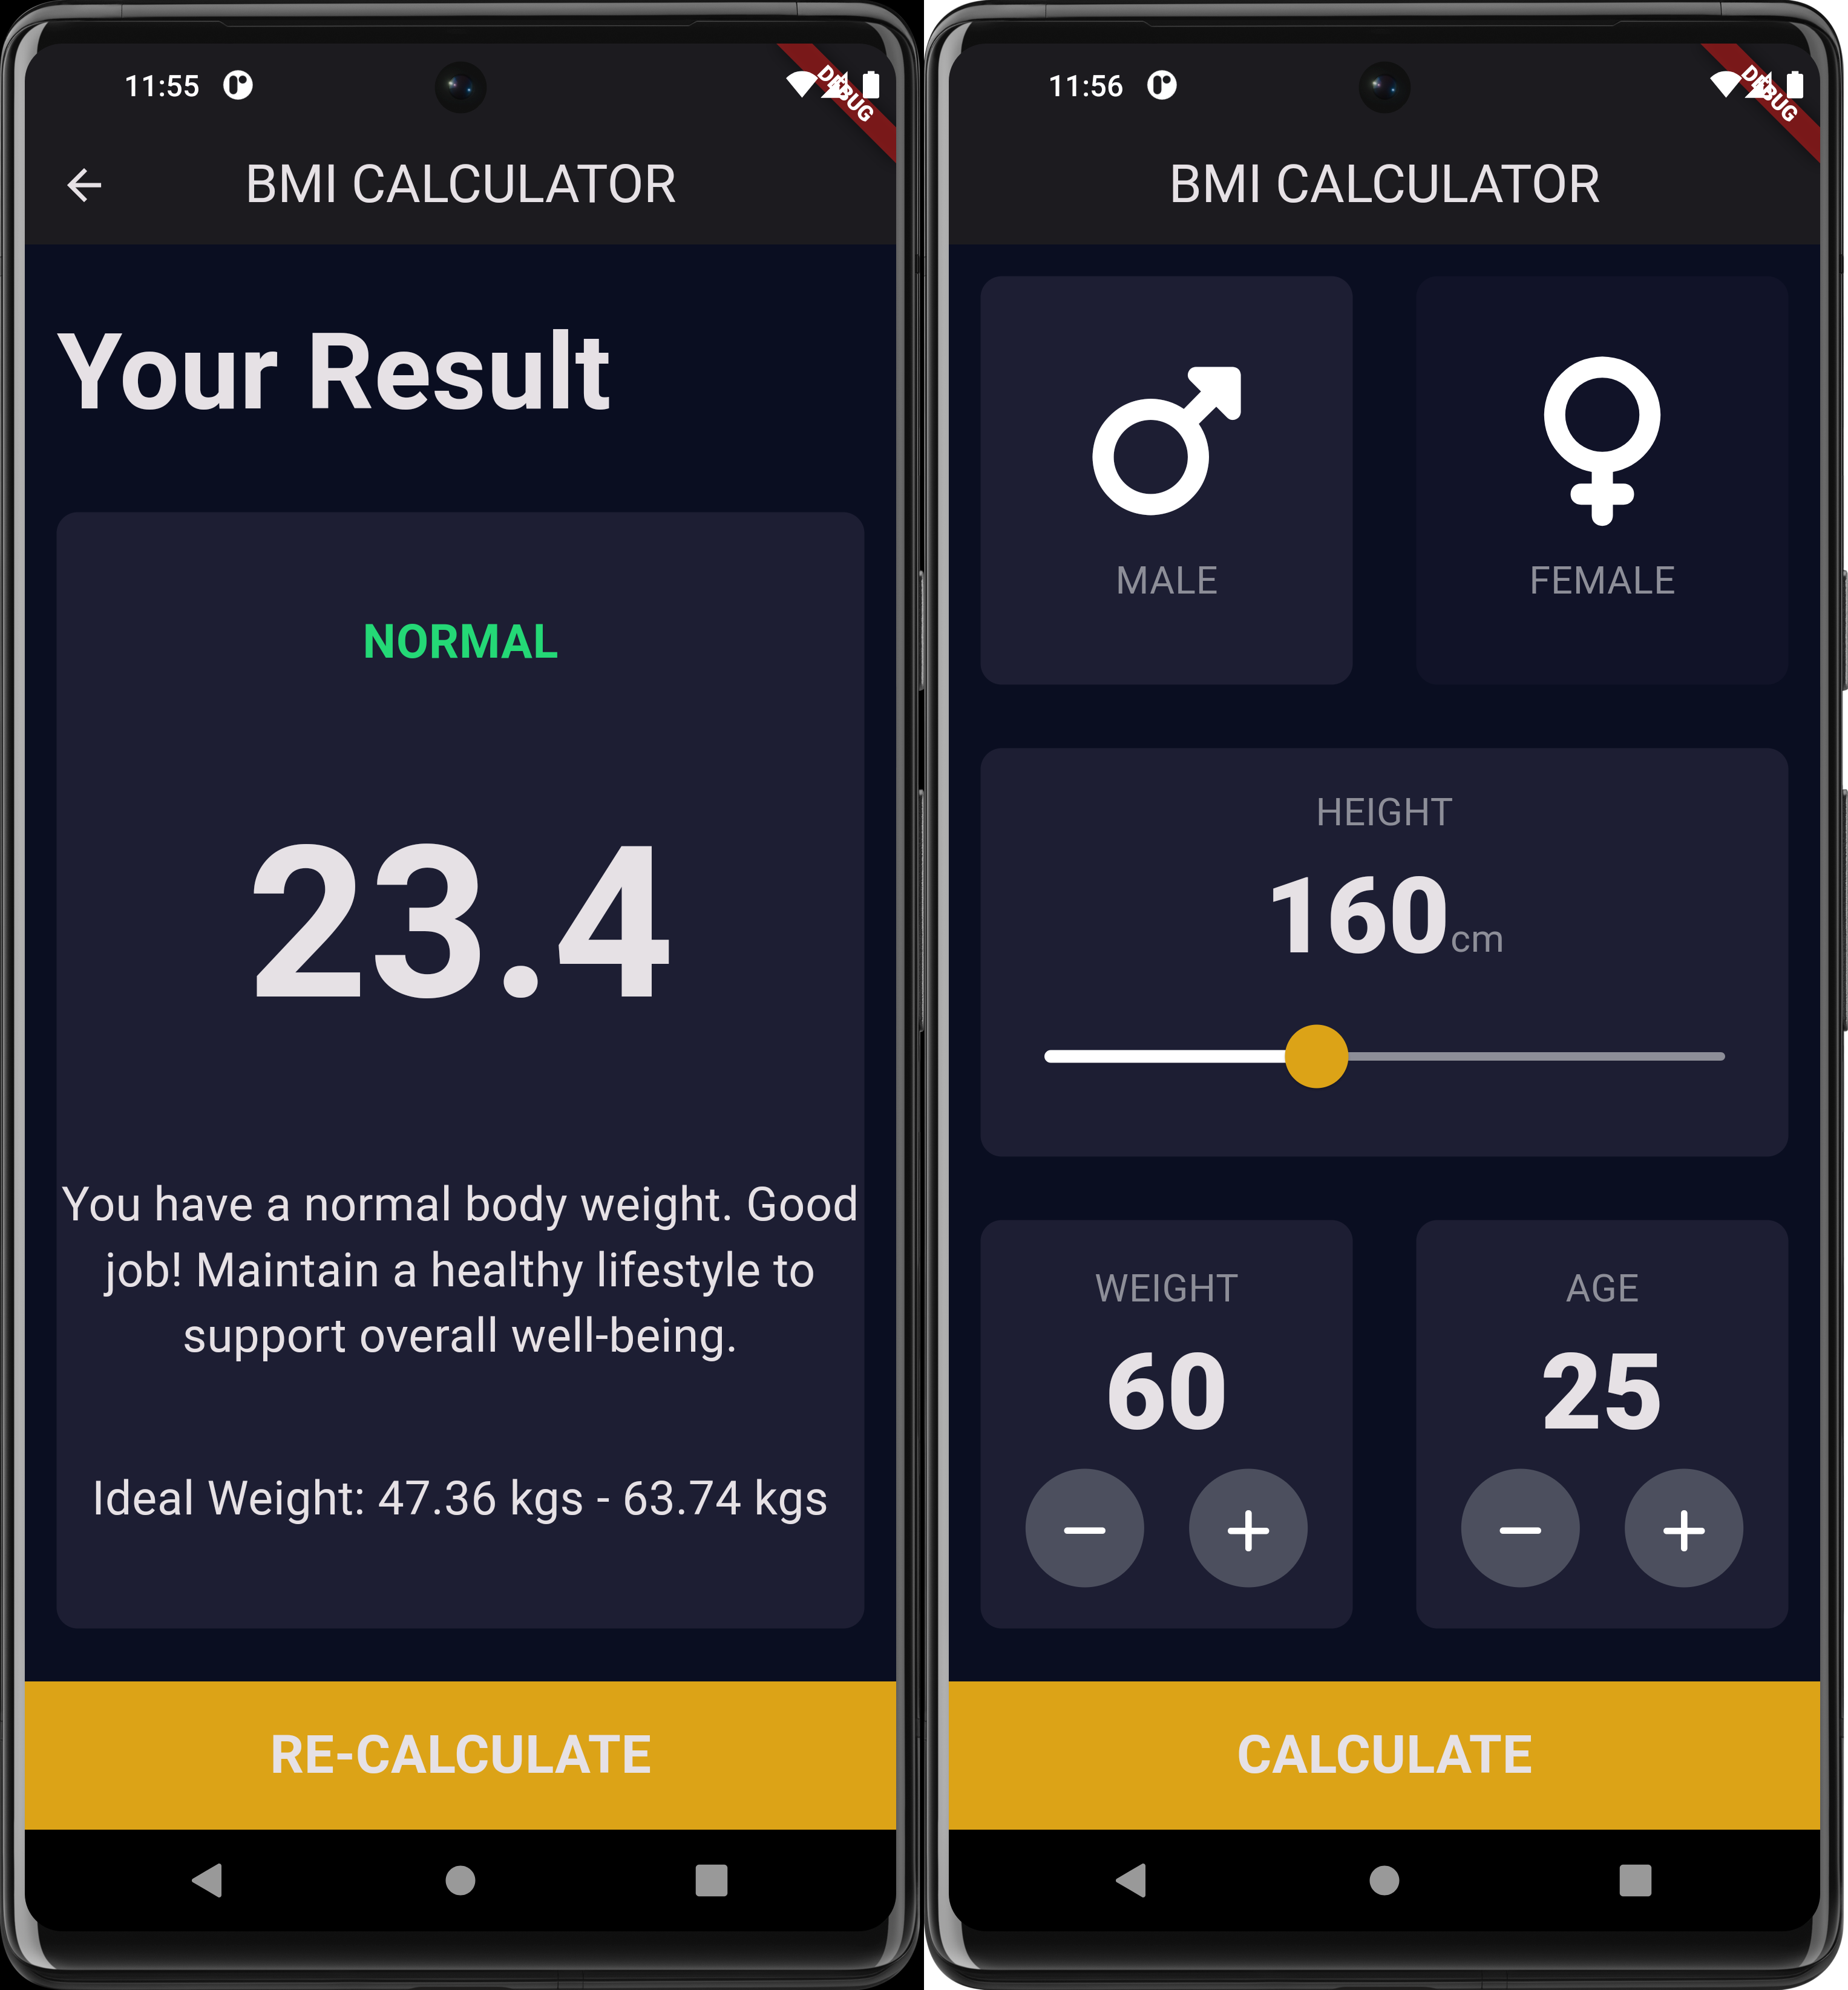 11:55
DEBUG
BMI CALCULATOR
Your Result
NORMAL
23.4
You have a normal body weight. Good
job! Maintain a healthy lifestyle to
support overall well-being.
Ideal Weight: 47.36 kgs - 63.74 kgs
RE-CALCULATE
11:56
DEBUG
BMI CALCULATOR
MALE
FEMALE
HEIGHT
160cm
WEIGHT
AGE
60
25
CALCULATE